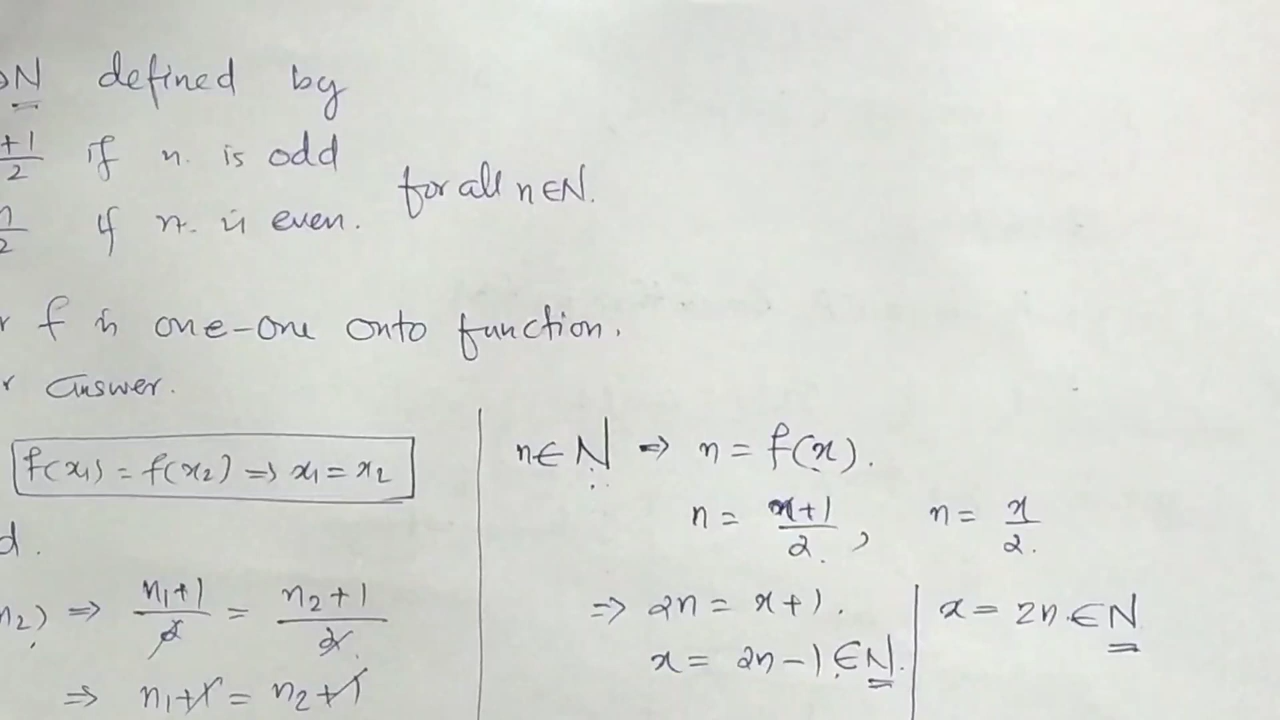 N defined by
+1/2 if n. is odd
for all n∈N.
n/2 if n. is even.
f is one-one onto function.
answer.
f(x₁) = f(x₂) ⇒ x₁ = x₂
d.
n₂) ⇒ n₁+1/2 = n₂+1/2
⇒ n₁+1 = n₂+1
n∈N ⇒ n = f(x).
n = x+1/2, n = x/2.
⇒ 2n = x+1.
x = 2n-1 ∈N.
x = 2n.∈N